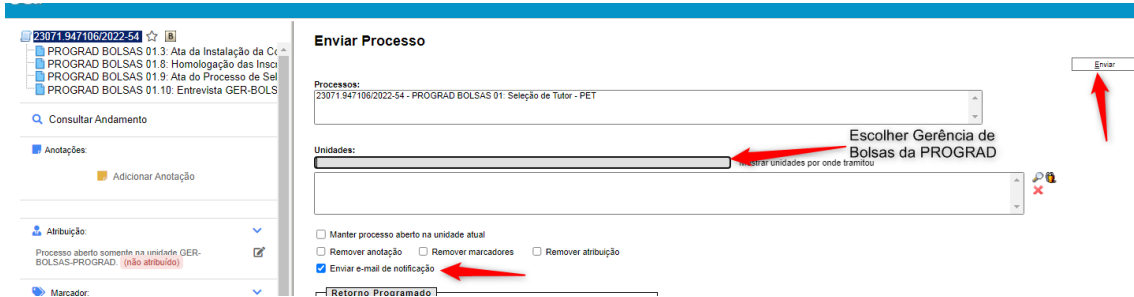 23071.947106/2022-54
PROGRAD BOLSAS 01.3: Ata da Instalação da Co
PROGRAD BOLSAS 01.8: Homologação das Inscr
PROGRAD BOLSAS 01.9: Ata do Processo de Sel
PROGRAD BOLSAS 01.10: Entrevista GER-BOLS
Consultar Andamento
Anotações:
Adicionar Anotação
Atribuição:
Processo aberto somente na unidade GER-
BOLSAS-PROGRAD. (não atribuído)
Marcador:
Enviar Processo
Enviar
Processos:
23071.947106/2022-54 - PROGRAD BOLSAS 01: Seleção de Tutor - PET
Escolher Gerência de
Bolsas da PROGRAD
Unidades:
Mostrar unidades por onde tramitou
Manter processo aberto na unidade atual
Remover anotação Remover marcadores Remover atribuição
Enviar e-mail de notificação
Retorno Programado